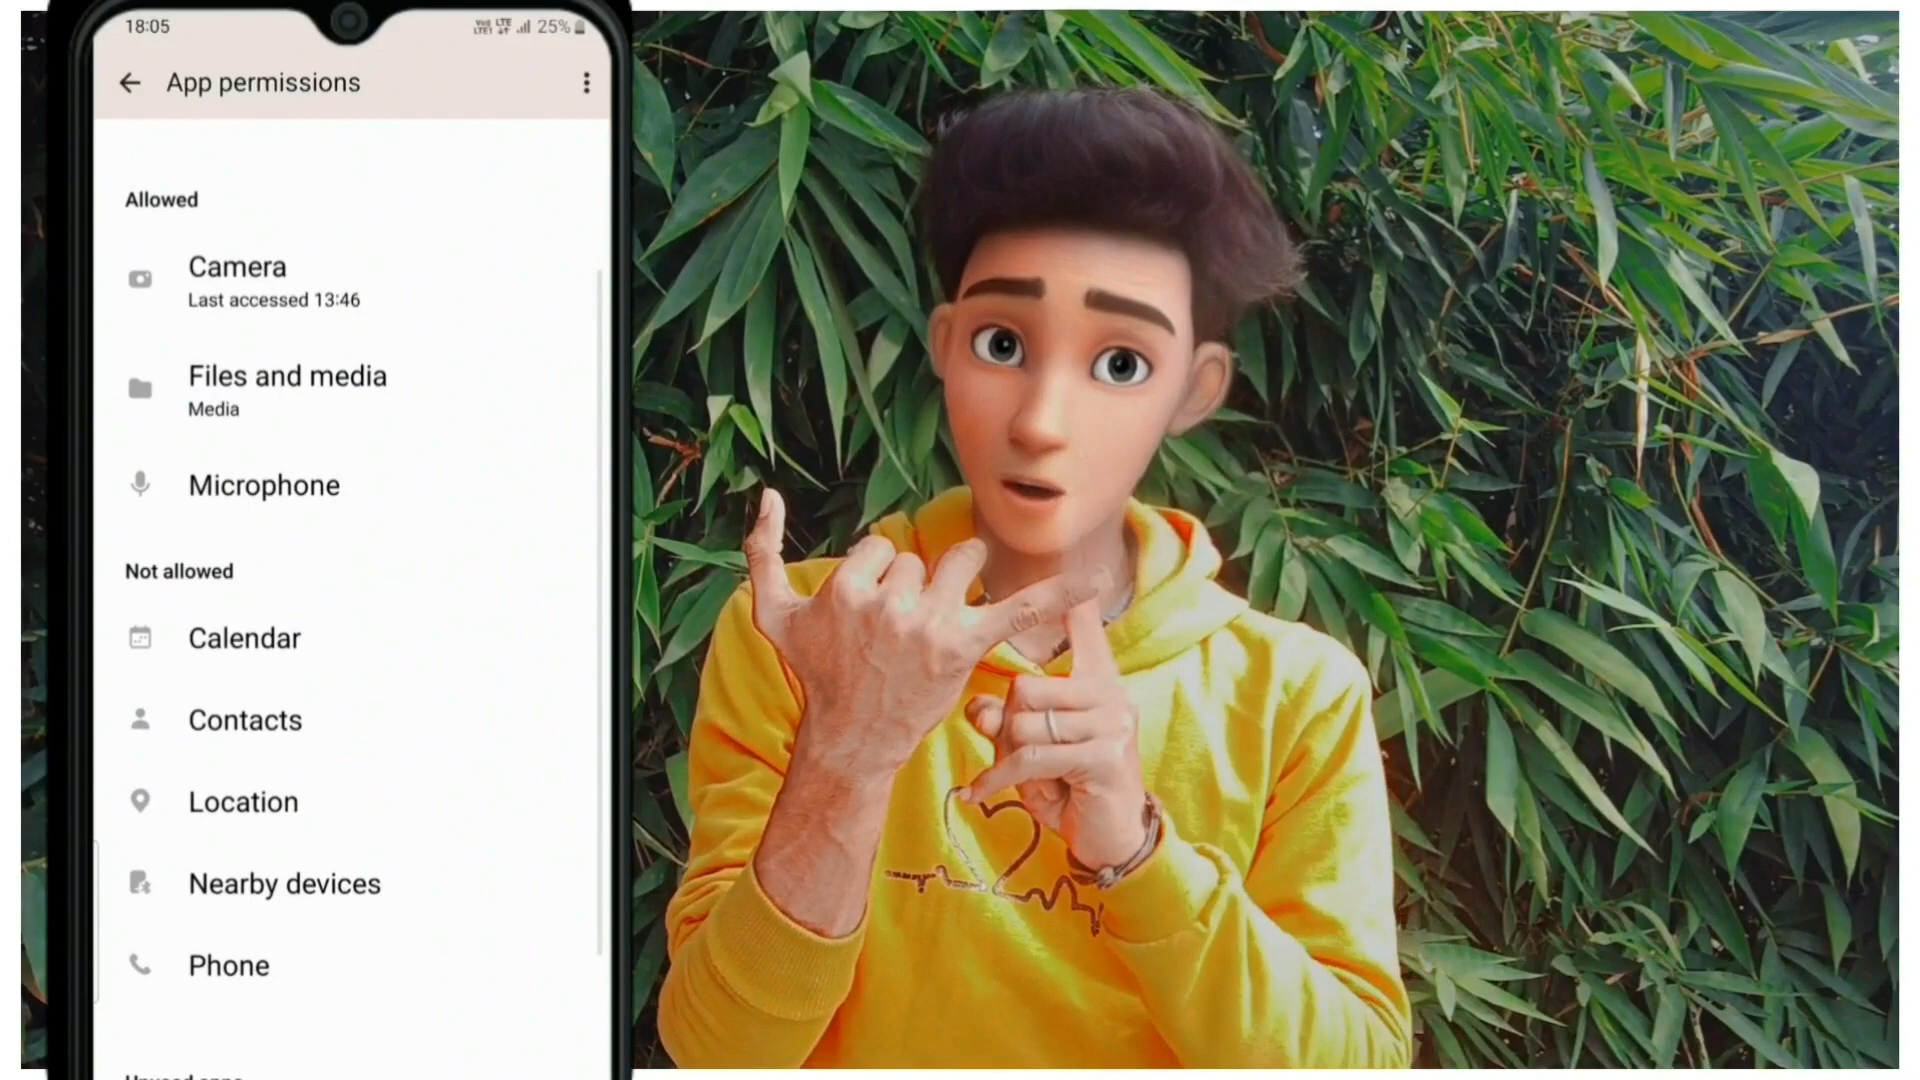 18:05
25%
App permissions
Allowed
Camera
Last accessed 13:46
Files and media
Media
Microphone
Not allowed
Calendar
Contacts
Location
Nearby devices
Phone